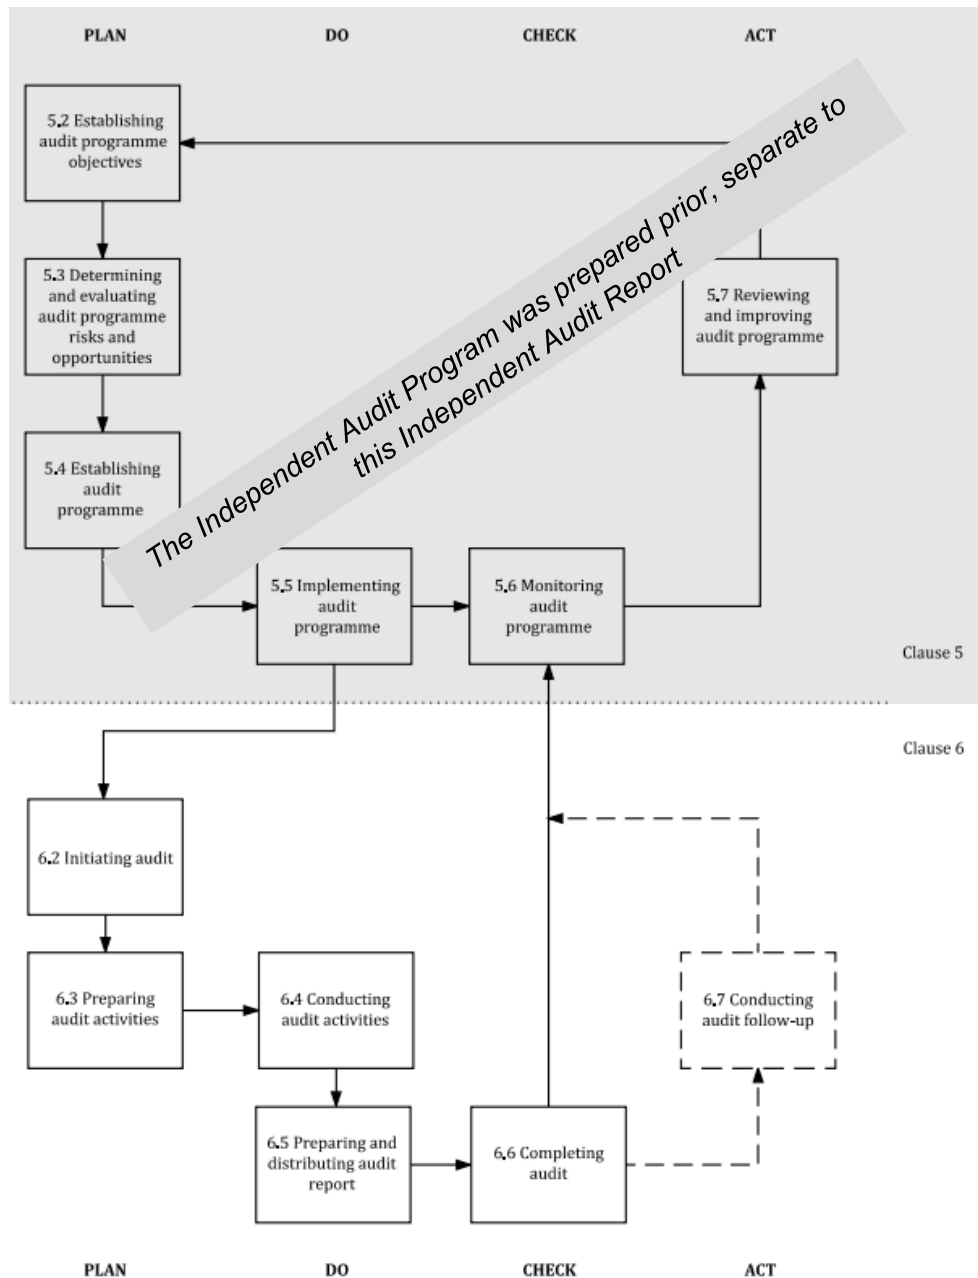 PLAN
DO
CHECK
ACT
5.2 Establishing
audit programme
objectives
5.3 Determining
and evaluating
audit programme
risks and
opportunities
5.4 Establishing
audit
programme
The Independent Audit Program was prepared prior, separate to
this Independent Audit Report
5.7 Reviewing
and improving
audit programme
5.5 Implementing
audit
programme
5.6 Monitoring
audit
programme
Clause 5
Clause 6
6.2 Initiating audit
6.3 Preparing
audit activities
6.4 Conducting
audit activities
6.7 Conducting
audit follow-up
6.5 Preparing and
distributing audit
report
6.6 Completing
audit
PLAN
DO
CHECK
ACT